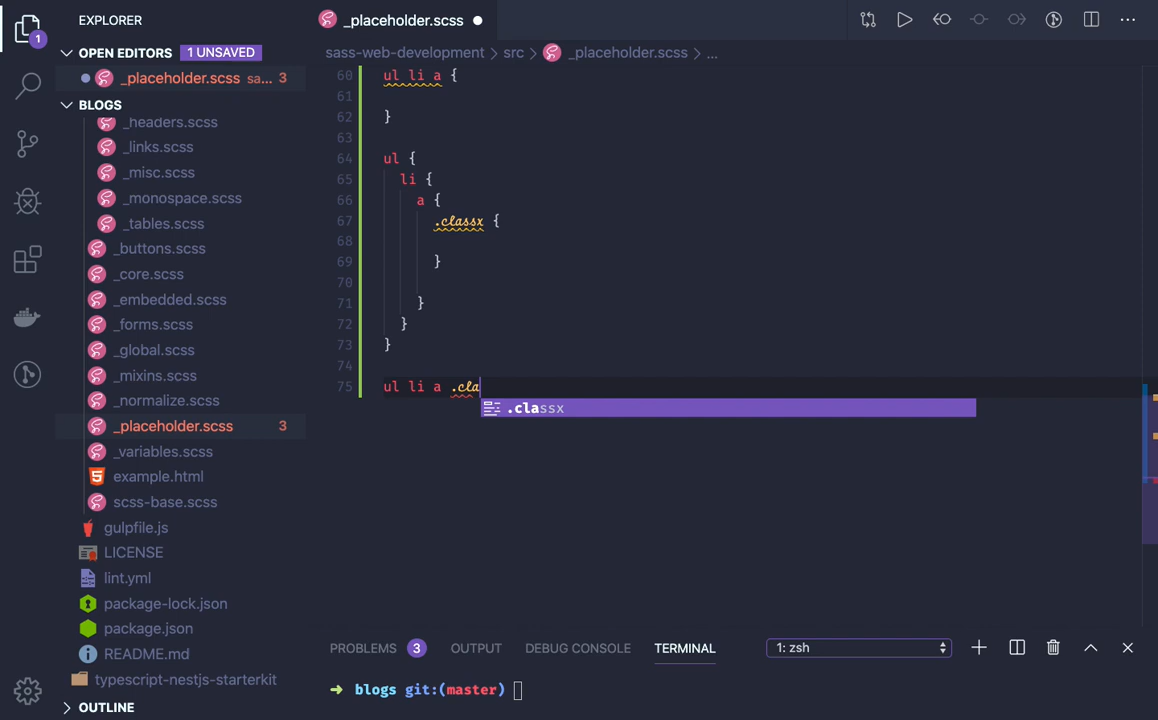 EXPLORER
OPEN EDITORS 1 UNSAVED
_placeholder.scss sa... 3
BLOGS
_headers.scss
_links.scss
_misc.scss
_monospace.scss
_tables.scss
_buttons.scss
_core.scss
_embedded.scss
_forms.scss
_global.scss
_mixins.scss
_normalize.scss
_placeholder.scss 3
_variables.scss
example.html
scss-base.scss
gulpfile.js
LICENSE
lint.yml
package-lock.json
package.json
README.md
typescript-nestjs-starterkit
OUTLINE
1
_placeholder.scss
sass-web-development > src > _placeholder.scss > ...
60 ul li a {
61
62 }
63
64 ul {
65 li {
66 a {
67 .classx {
68
69 }
70
71 }
72 }
73 }
74
75 ul li a .cla
.classx
PROBLEMS 3 OUTPUT DEBUG CONSOLE TERMINAL 1: zsh
→ blogs git:(master)